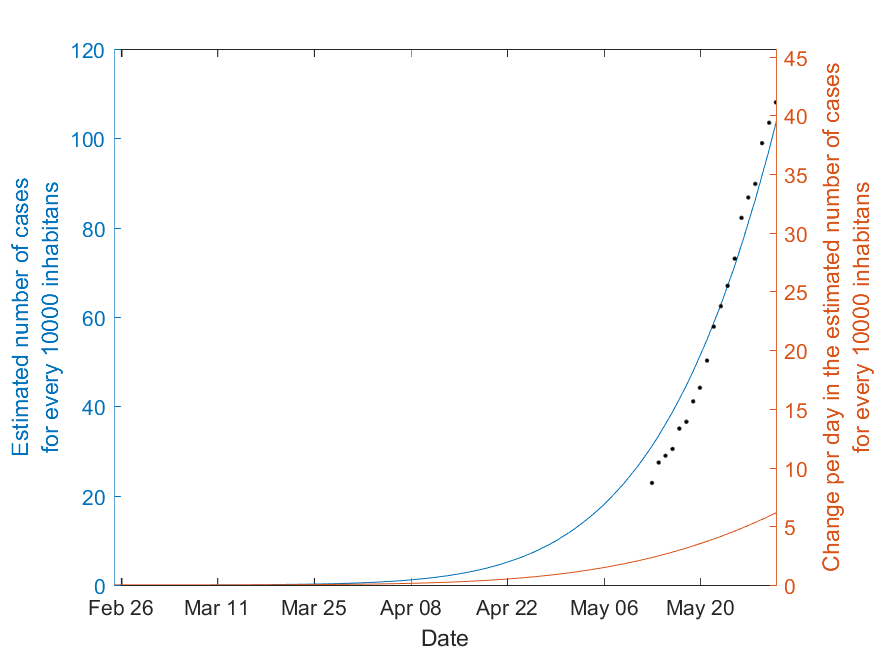 120
100
80
60
40
20
0
Estimated number of cases
for every 10000 inhabitans
45
40
35
30
25
20
15
10
5
0
Change per day in the estimated number of cases
for every 10000 inhabitans
Feb 26 Mar 11 Mar 25 Apr 08 Apr 22 May 06 May 20
Date